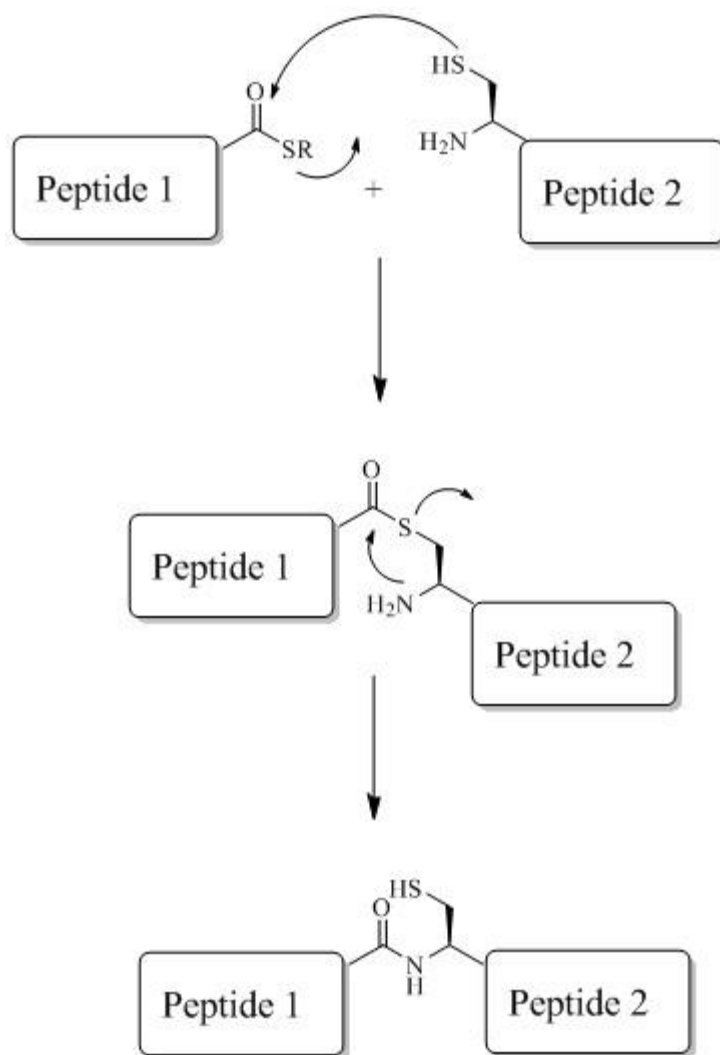 HS
O
SR
H₂N
Peptide 1
+
Peptide 2
O
S
Peptide 1
H₂N
Peptide 2
HS
O
N
H
Peptide 1
Peptide 2